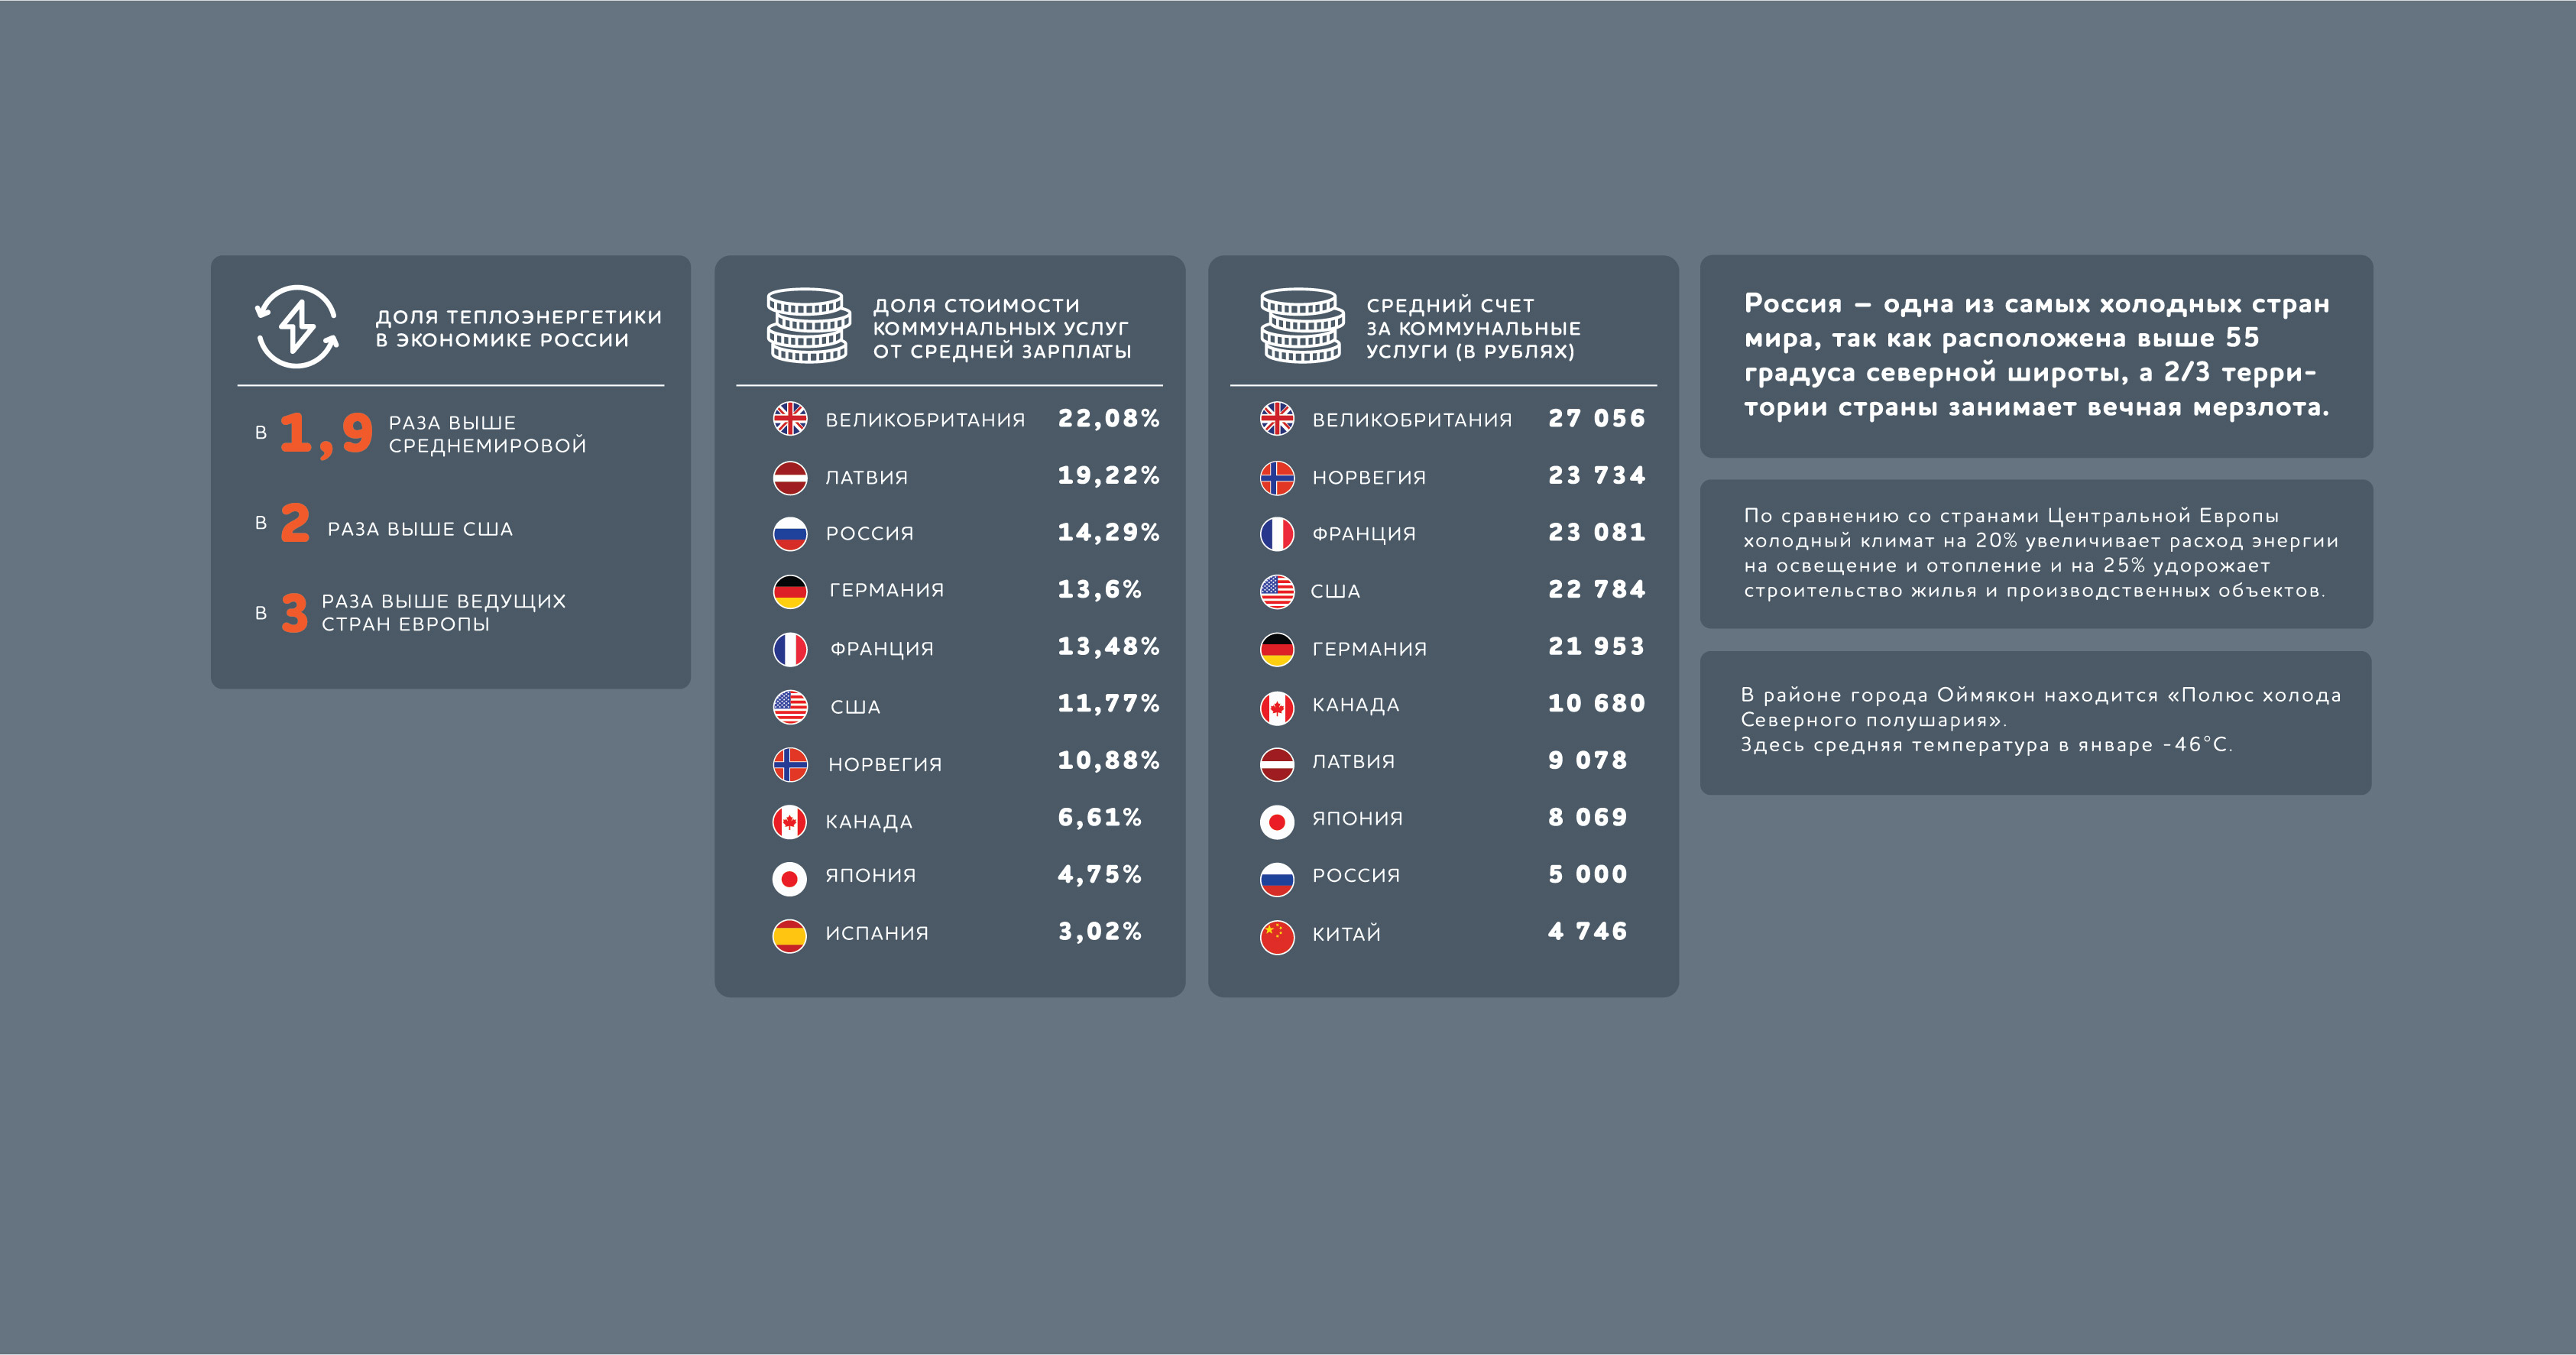 ДОЛЯ ТЕПЛОЭНЕРГЕТИКИ
В ЭКОНОМИКЕ РОССИИ
В 1,9 РАЗА ВЫШЕ
СРЕДНЕМИРОВОЙ
В 2 РАЗА ВЫШЕ США
В 3 РАЗА ВЫШЕ ВЕДУЩИХ
СТРАН ЕВРОПЫ
ДОЛЯ СТОИМОСТИ
КОММУНАЛЬНЫХ УСЛУГ
ОТ СРЕДНЕЙ ЗАРПЛАТЫ
ВЕЛИКОБРИТАНИЯ 22,08%
ЛАТВИЯ 19,22%
РОССИЯ 14,29%
ГЕРМАНИЯ 13,6%
ФРАНЦИЯ 13,48%
США 11,77%
НОРВЕГИЯ 10,88%
КАНАДА 6,61%
ЯПОНИЯ 4,75%
ИСПАНИЯ 3,02%
СРЕДНИЙ СЧЕТ
ЗА КОММУНАЛЬНЫЕ
УСЛУГИ (В РУБЛЯХ)
ВЕЛИКОБРИТАНИЯ 27 056
НОРВЕГИЯ 23 734
ФРАНЦИЯ 23 081
США 22 784
ГЕРМАНИЯ 21 953
КАНАДА 10 680
ЛАТВИЯ 9 078
ЯПОНИЯ 8 069
РОССИЯ 5 000
КИТАЙ 4 746
Россия – одна из самых холодных стран
мира, так как расположена выше 55
градуса северной широты, а 2/3 терри-
тории страны занимает вечная мерзлота.
По сравнению со странами Центральной Европы
холодный климат на 20% увеличивает расход энергии
на освещение и отопление и на 25% удорожает
строительство жилья и производственных объектов.
В районе города Оймякон находится «Полюс холода
Северного полушария».
Здесь средняя температура в январе -46°С.